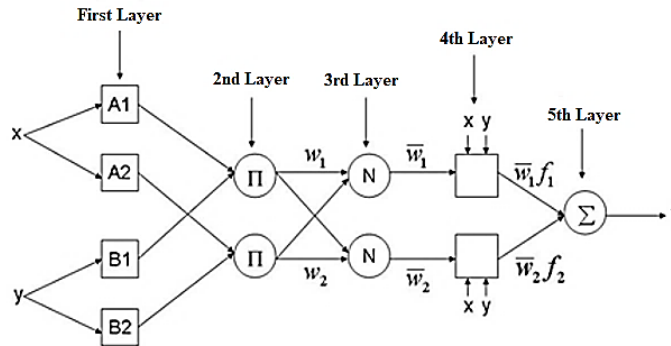 First Layer
4th Layer
2nd Layer
3rd Layer
5th Layer
A1
x y
x
w₁
w̅₁
A2
Π
N
w̅₁f₁
Σ
B1
Π
N
w̅₂f₂
y
w₂
w̅₂
B2
x y